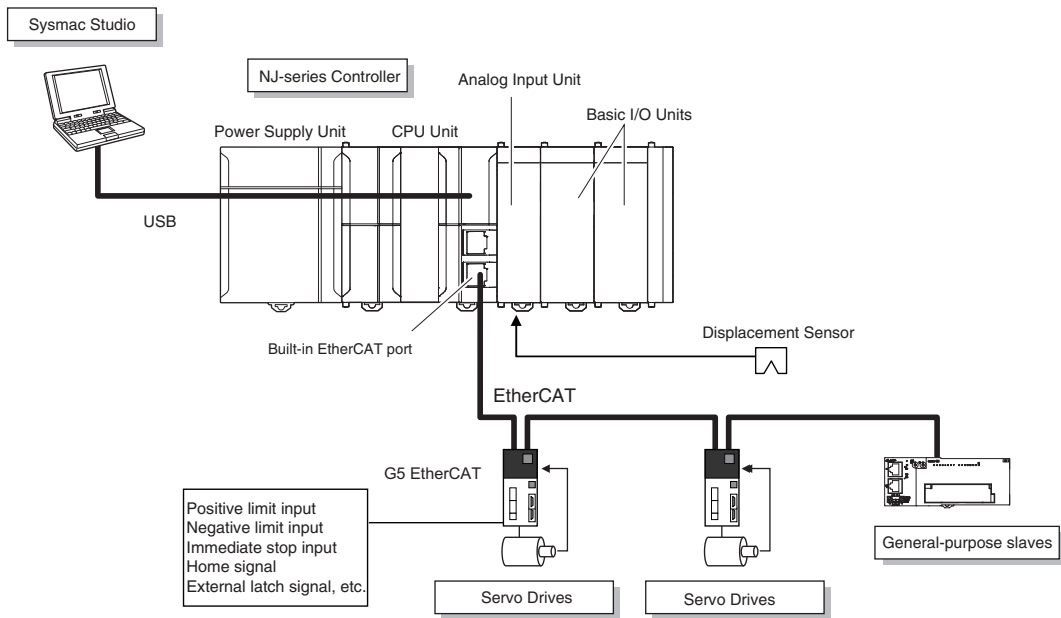 Sysmac Studio
NJ-series Controller
Analog Input Unit
Basic I/O Units
Power Supply Unit
CPU Unit
USB
Built-in EtherCAT port
Displacement Sensor
EtherCAT
G5 EtherCAT
Positive limit input
Negative limit input
Immediate stop input
Home signal
External latch signal, etc.
General-purpose slaves
Servo Drives
Servo Drives